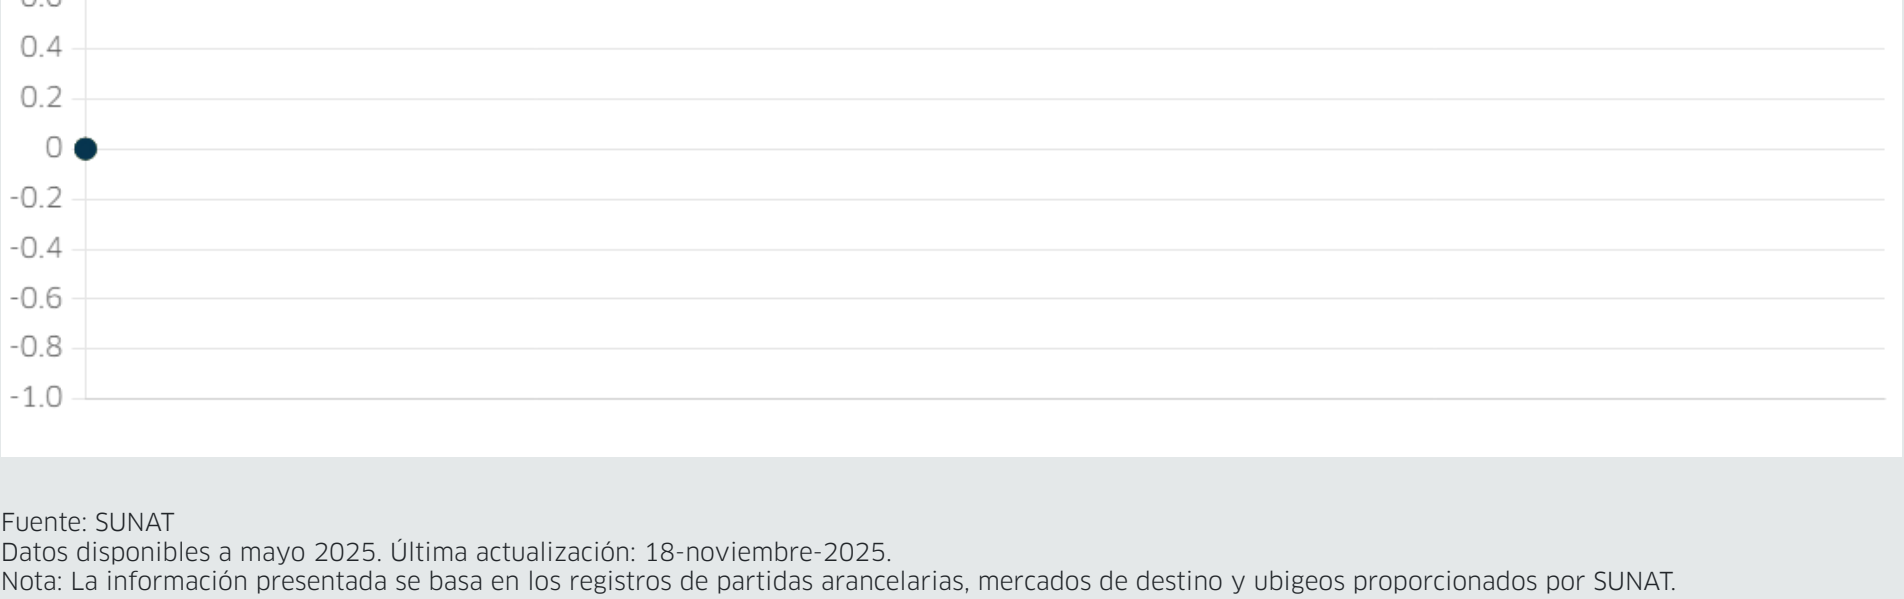 0.4
0.2
0
-0.2
-0.4
-0.6
-0.8
-1.0
Fuente: SUNAT
Datos disponibles a mayo 2025. Última actualización: 18-noviembre-2025.
Nota: La información presentada se basa en los registros de partidas arancelarias, mercados de destino y ubigeos proporcionados por SUNAT.